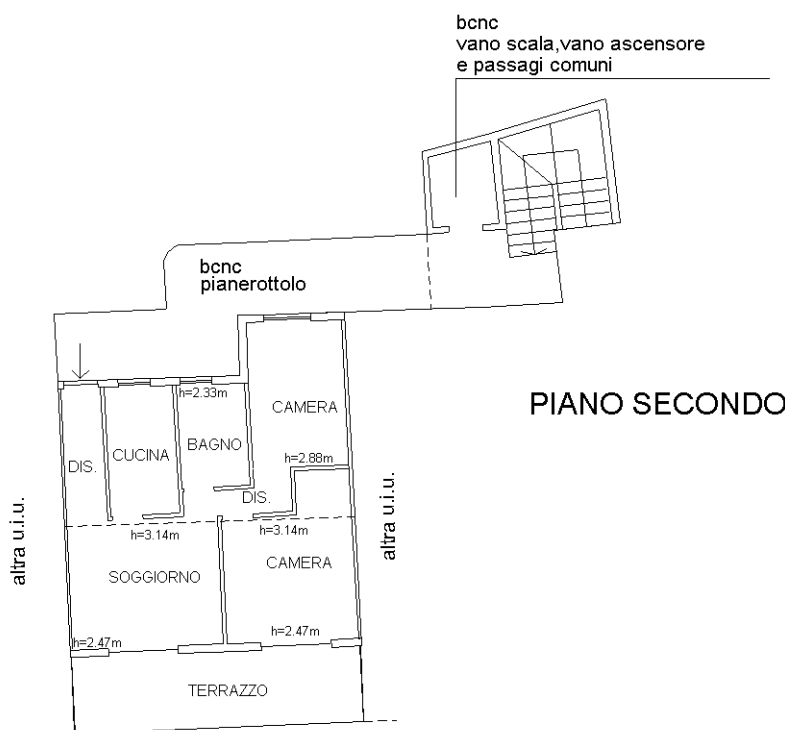 bcnc
vano scala,vano ascensore
e passagi comuni
bcnc
pianerottolo
PIANO SECONDO
h=2.33m
CAMERA
BAGNO
CUCINA
DIS.
h=2.88m
DIS.
h=3.14m
h=3.14m
CAMERA
SOGGIORNO
h=2.47m
h=2.47m
TERRAZZO
altra u.i.u.
altra u.i.u.